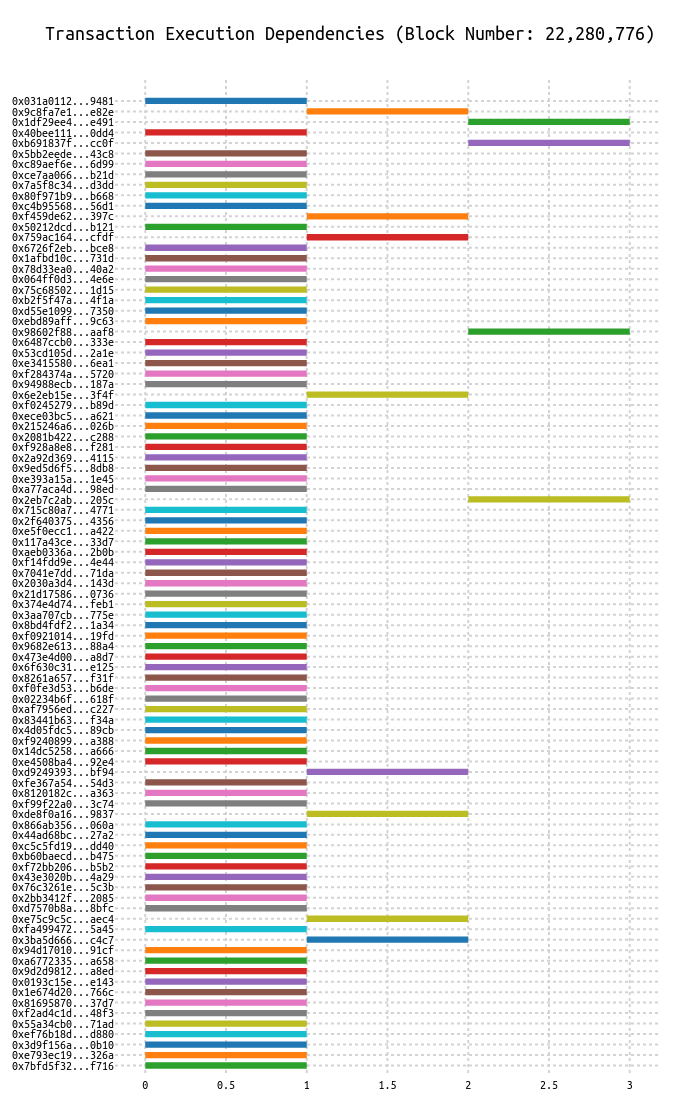 Transaction Execution Dependencies (Block Number: 22,280,776)
0x031a0112...9481
0x9c8fa7e1...e82e
0x1df29ee4...e491
0x40bee111...0dd4
0xb691837f...cc0f
0x5bb2eede...43c8
0xc89aef6e...6d99
0xce7aa066...b21d
0x7a5f8c34...d3dd
0x80f971b9...b668
0xc4b95568...56d1
0xf459de62...397c
0x50212dcd...b121
0x759ac164...cfdf
0x6726f2eb...bce8
0x1afbd10c...731d
0x78d33ea0...40a2
0x064ff0d3...4e6e
0x75c68502...1d15
0xb2f5f47a...4f1a
0xd55e1099...7350
0xebd89aff...9c63
0x98602f88...aaf8
0x6487ccb0...333e
0x53cd105d...2a1e
0xe3415580...6ea1
0xf284374a...5720
0x94988ecb...187a
0x6e2eb15e...3f4f
0xf0245279...b89d
0xece03bc5...a621
0x215246a6...026b
0x2081b422...c288
0xf928a8e8...f281
0x2a92d369...4115
0x9ed5d6f5...8db8
0xe393a15a...1e45
0xa77aca4d...98ed
0x2eb7c2ab...205c
0x715c80a7...4771
0x2f640375...4356
0xe5f0ecc1...a422
0x117a43ce...33d7
0xaeb0336a...2b0b
0xf14fdd9e...4e44
0x7041e7dd...71da
0x2030a3d4...143d
0x21d17586...0736
0x374e4d74...feb1
0x3aa707cb...775e
0x8bd4fdf2...1a34
0xf0921014...19fd
0x9682e613...88a4
0x473e4d00...a8d7
0x6f630c31...e125
0x8261a657...f31f
0xf0fe3d53...b6de
0x02234b6f...618f
0xaf7956ed...c227
0x83441b63...f34a
0x4d05fdc5...89cb
0xf9240899...a388
0x14dc5258...a666
0xe4508ba4...92e4
0xd9249393...bf94
0xfe367a54...54d3
0x8120182c...a363
0xf99f22a0...3c74
0xde8f0a16...9837
0x866ab356...060a
0x44ad68bc...27a2
0xc5c5fd19...dd40
0xb60baecd...b475
0xf72bb206...b5b2
0x43e3020b...4a29
0x76c3261e...5c3b
0x2bb3412f...2085
0xd7570b8a...8bfc
0xe75c9c5c...aec4
0xfa499472...5a45
0x3ba5d666...c4c7
0x94d17010...91cf
0xa6772335...a658
0x9d2d9812...a8ed
0x0193c15e...e143
0x1e674d20...766c
0x81695870...37d7
0xf2ad4c1d...48f3
0x55a34cb0...71ad
0xef76b18d...d880
0x3d9f156a...0b10
0xe793ec19...326a
0x7bfd5f32...f716
0 0.5 1 1.5 2 2.5 3